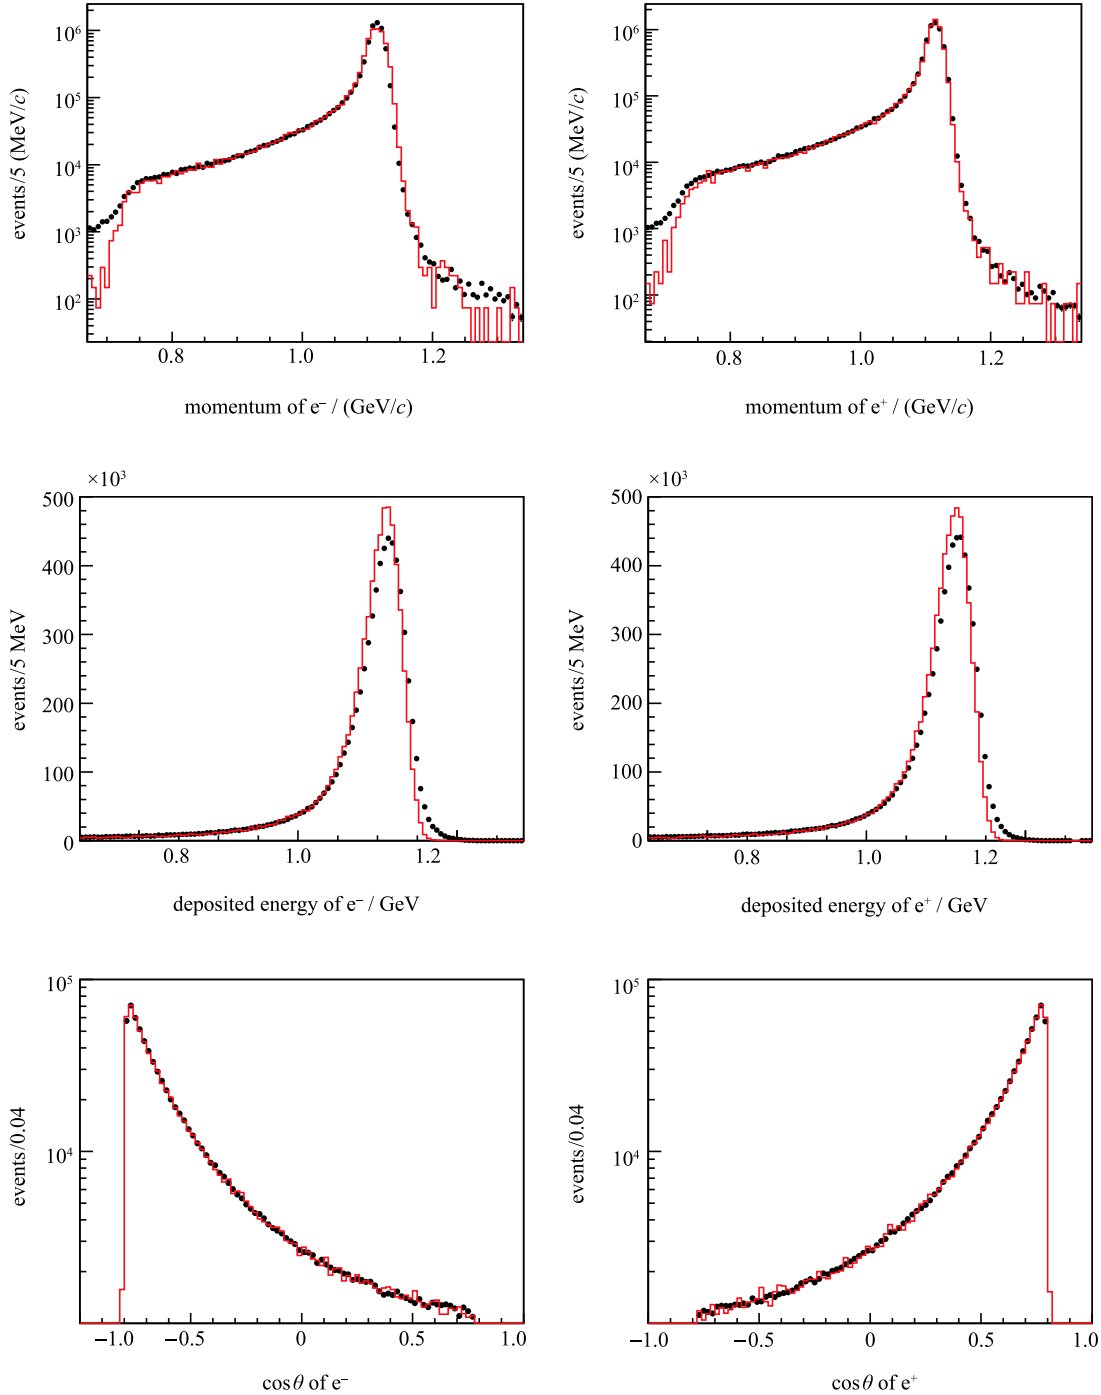 10⁶ 10⁶
10⁵ 10⁵
10⁴ 10⁴
10³ 10³
10² 10²
events/5 (MeV/c) events/5 (MeV/c)
0.8 1.0 1.2 0.8 1.0 1.2
momentum of e⁻ / (GeV/c) momentum of e⁺ / (GeV/c)
×10³ ×10³
500 500
400 400
300 300
200 200
100 100
0 0
events/5 MeV events/5 MeV
0.8 1.0 1.2 0.8 1.0 1.2
deposited energy of e⁻ / GeV deposited energy of e⁺ / GeV
10⁵ 10⁵
10⁴ 10⁴
events/0.04 events/0.04
−1.0 −0.5 0 0.5 1.0 −1.0 −0.5 0 0.5 1.0
cosθ of e⁻ cosθ of e⁺